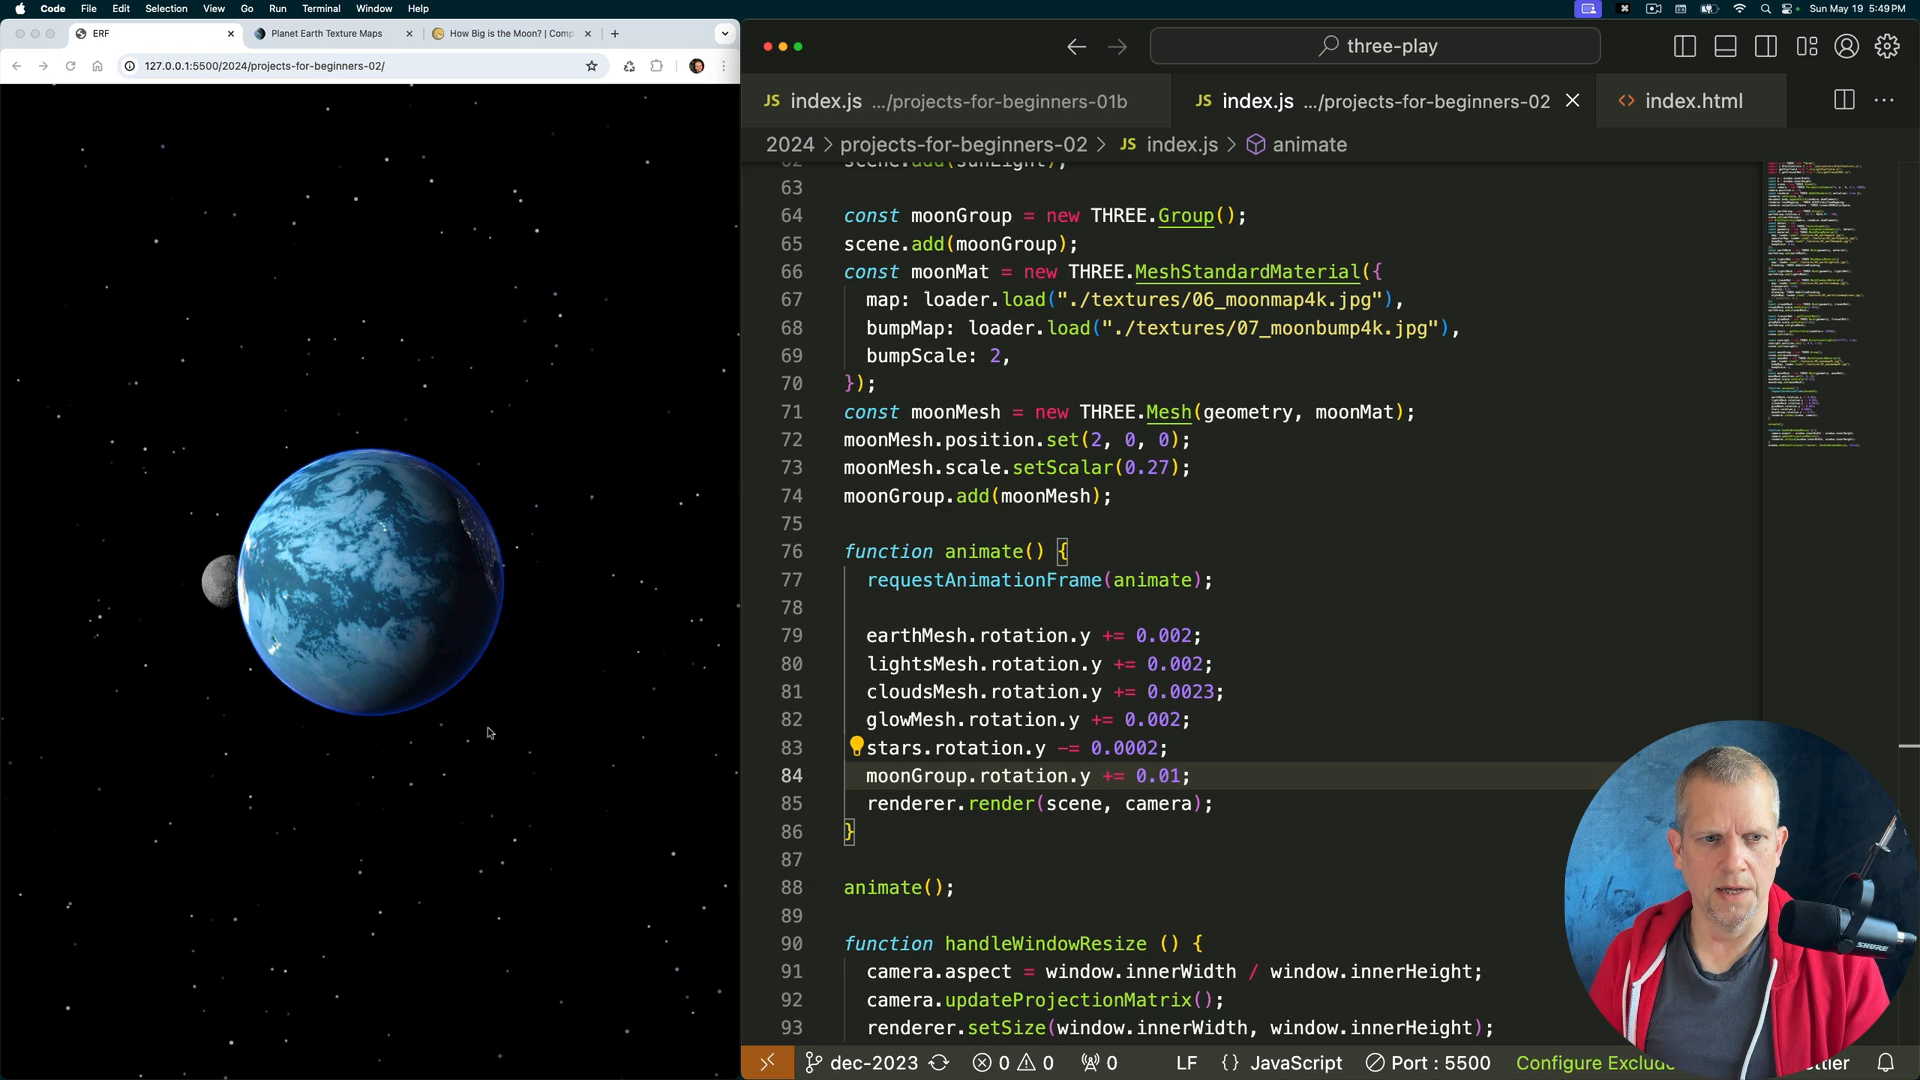 Code File Edit Selection View Go Run Terminal Window Help
Sun May 19 5:49 PM
ERF
Planet Earth Texture Maps
How Big is the Moon? | Comp
127.0.0.1:5500/2024/projects-for-beginners-02/
three-play
JS index.js .../projects-for-beginners-01b
JS index.js .../projects-for-beginners-02
index.html
2024 > projects-for-beginners-02 > JS index.js > animate
62 scene.add(sunLight);
63
64 const moonGroup = new THREE.Group();
65 scene.add(moonGroup);
66 const moonMat = new THREE.MeshStandardMaterial({
67 map: loader.load("./textures/06_moonmap4k.jpg"),
68 bumpMap: loader.load("./textures/07_moonbump4k.jpg"),
69 bumpScale: 2,
70 });
71 const moonMesh = new THREE.Mesh(geometry, moonMat);
72 moonMesh.position.set(2, 0, 0);
73 moonMesh.scale.setScalar(0.27);
74 moonGroup.add(moonMesh);
75
76 function animate() {
77 requestAnimationFrame(animate);
78
79 earthMesh.rotation.y += 0.002;
80 lightsMesh.rotation.y += 0.002;
81 cloudsMesh.rotation.y += 0.0023;
82 glowMesh.rotation.y += 0.002;
83 stars.rotation.y -= 0.0002;
84 moonGroup.rotation.y += 0.01;
85 renderer.render(scene, camera);
86 }
87
88 animate();
89
90 function handleWindowResize () {
91 camera.aspect = window.innerWidth / window.innerHeight;
92 camera.updateProjectionMatrix();
93 renderer.setSize(window.innerWidth, window.innerHeight);
SHURE
dec-2023 0 0 0 LF {} JavaScript Port : 5500 Configure Exclude ttier